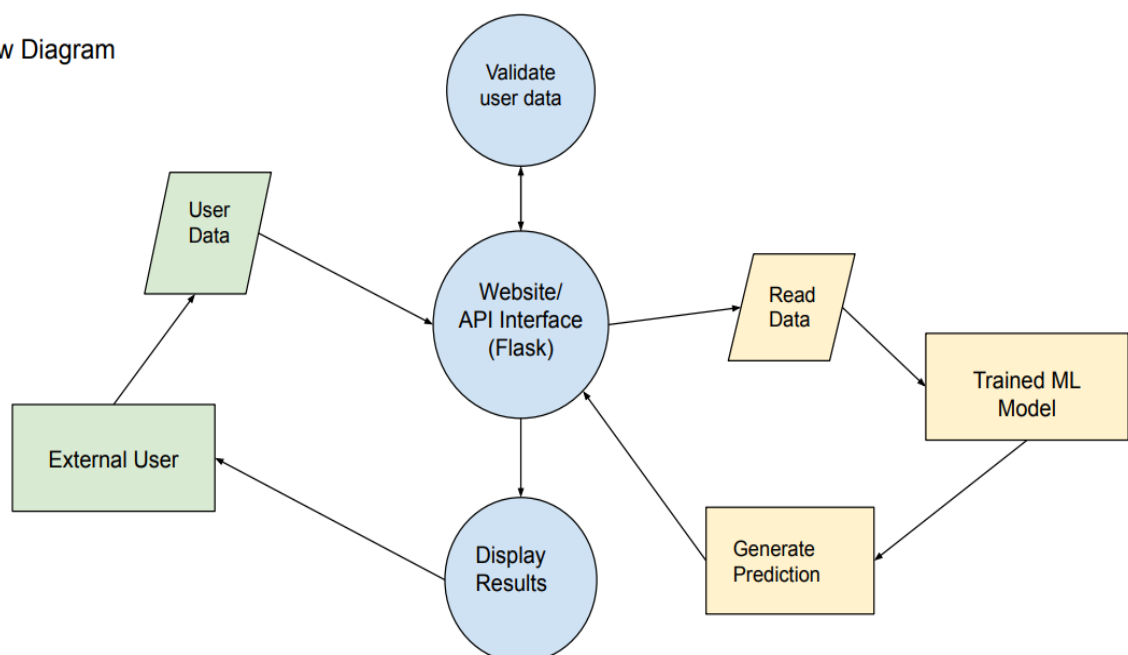 w Diagram
Validate
user data
User
Data
Website/
API Interface
(Flask)
Read
Data
Trained ML
Model
External User
Display
Results
Generate
Prediction